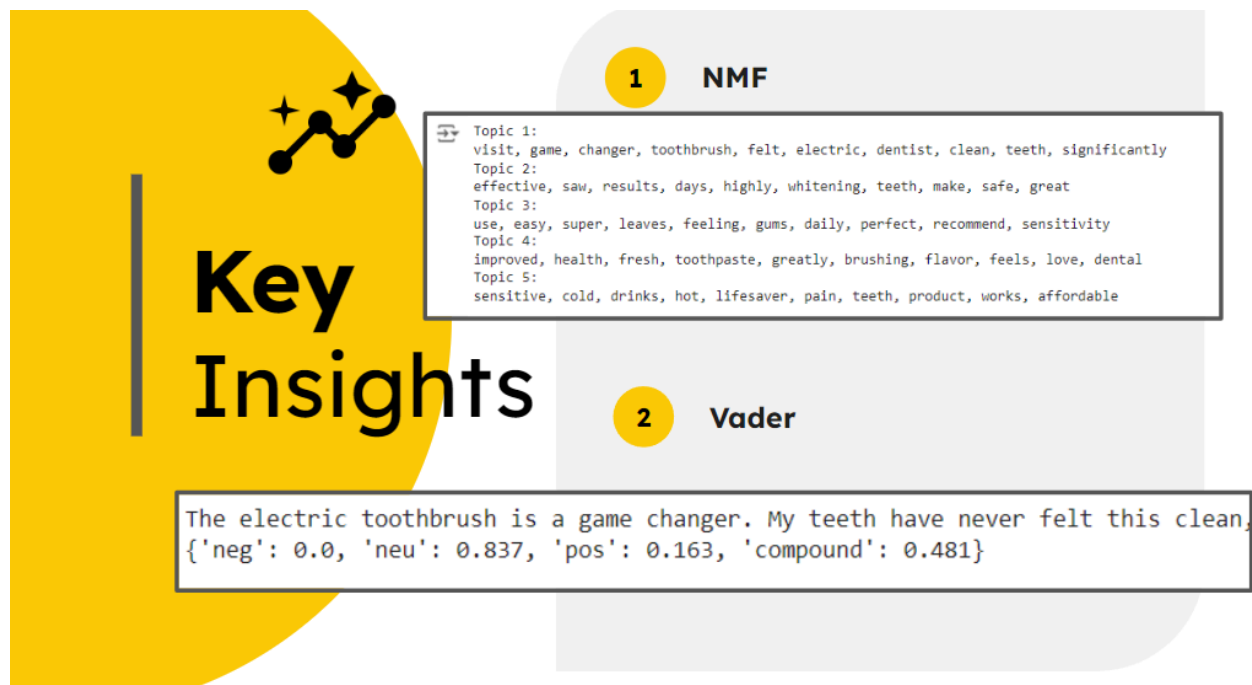 Key
Insights
1
NMF
Topic 1:
visit, game, changer, toothbrush, felt, electric, dentist, clean, teeth, significantly
Topic 2:
effective, saw, results, days, highly, whitening, teeth, make, safe, great
Topic 3:
use, easy, super, leaves, feeling, gums, daily, perfect, recommend, sensitivity
Topic 4:
improved, health, fresh, toothpaste, greatly, brushing, flavor, feels, love, dental
Topic 5:
sensitive, cold, drinks, hot, lifesaver, pain, teeth, product, works, affordable
2
Vader
The electric toothbrush is a game changer. My teeth have never felt this clean,
{'neg': 0.0, 'neu': 0.837, 'pos': 0.163, 'compound': 0.481}